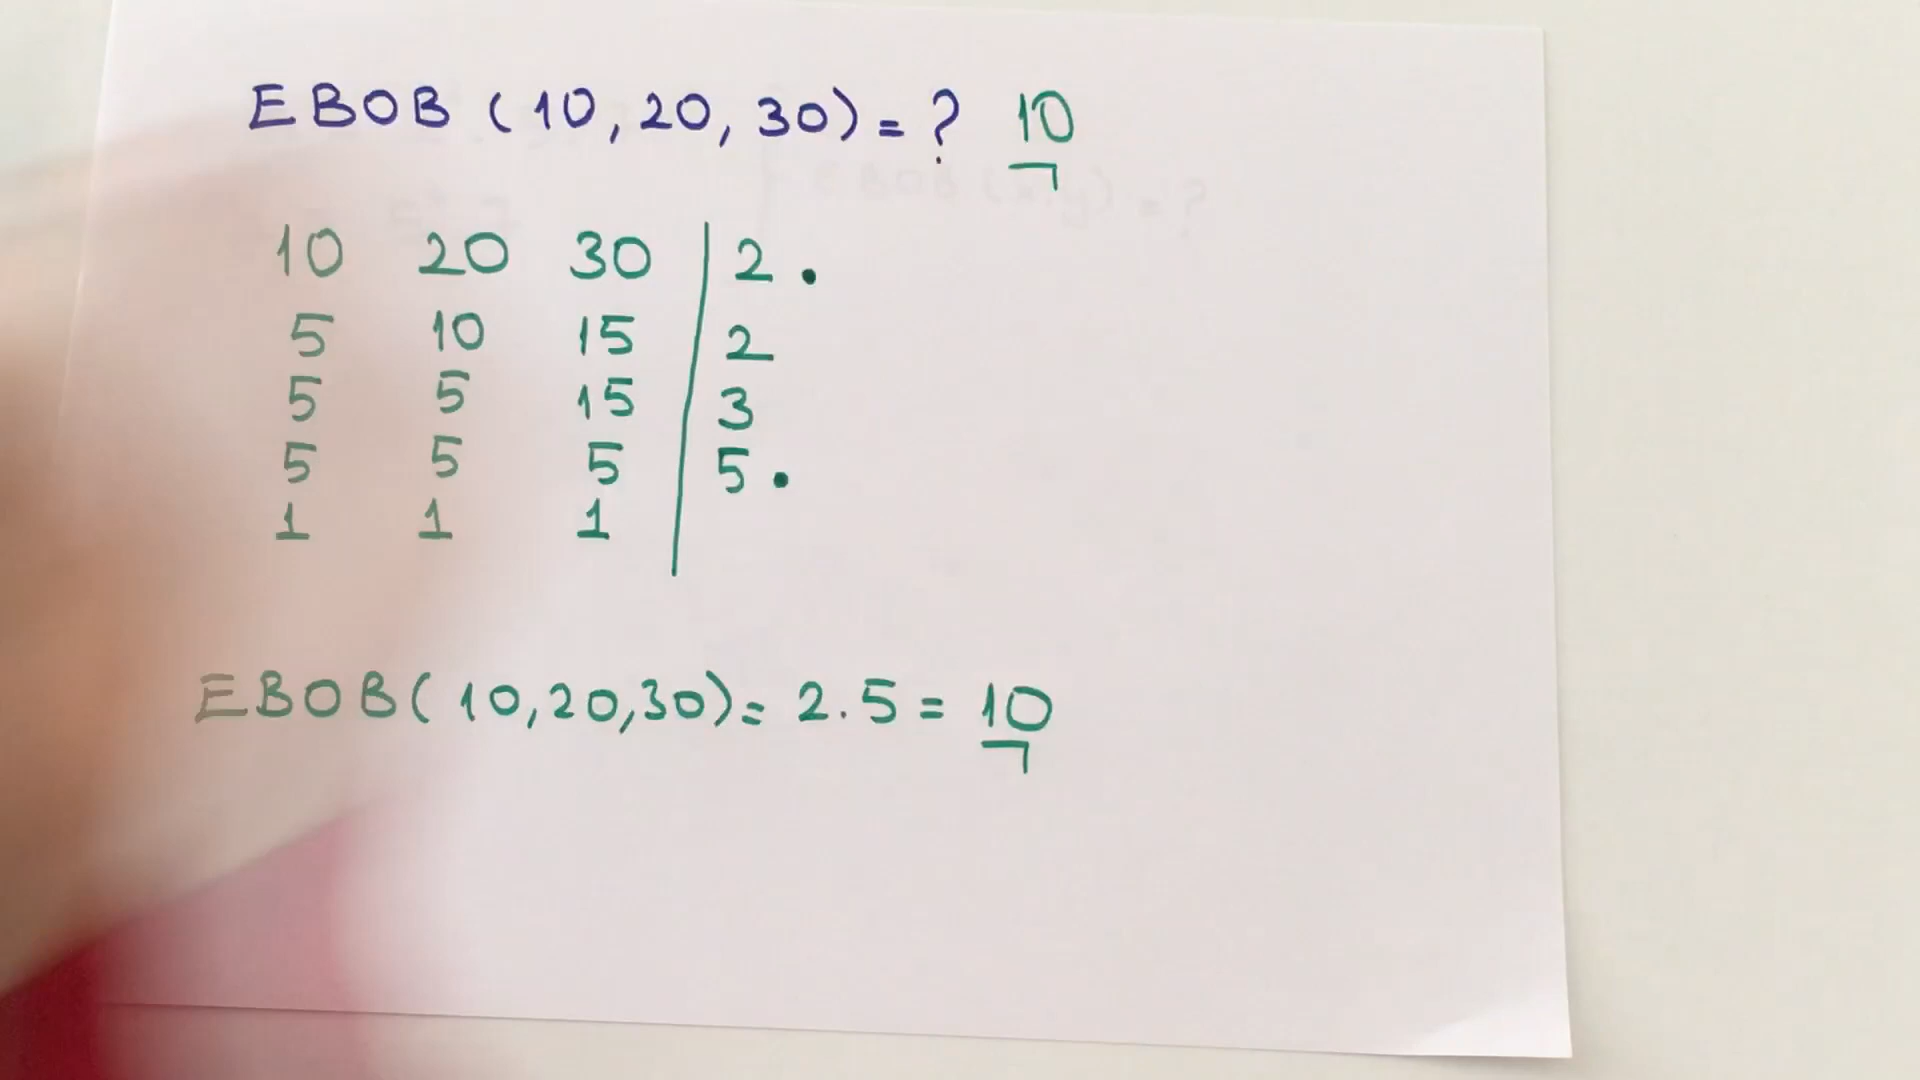 EBOB (10, 20, 30) = ? 10
10 20 30 | 2 .
5 10 15 | 2
5 5 15 | 3
5 5 5 | 5 .
1 1 1 |
EBOB( 10,20,30) = 2.5 = 10